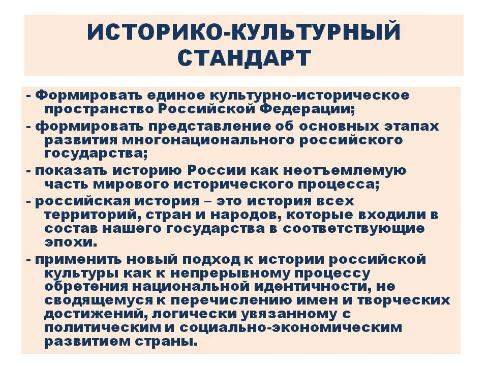 ИСТОРИКО-КУЛЬТУРНЫЙ
СТАНДАРТ
- Формировать единое культурно-историческое
пространство Российской Федерации;
- формировать представление об основных этапах
развития многонационального российского
государства;
- показать историю России как неотъемлемую
часть мирового исторического процесса;
- российская история – это история всех
территорий, стран и народов, которые входили в
состав нашего государства в соответствующие
эпохи.
- применить новый подход к истории российской
культуры как к непрерывному процессу
обретения национальной идентичности, не
сводящемуся к перечислению имен и творческих
достижений, логически увязанному с
политическим и социально-экономическим
развитием страны.